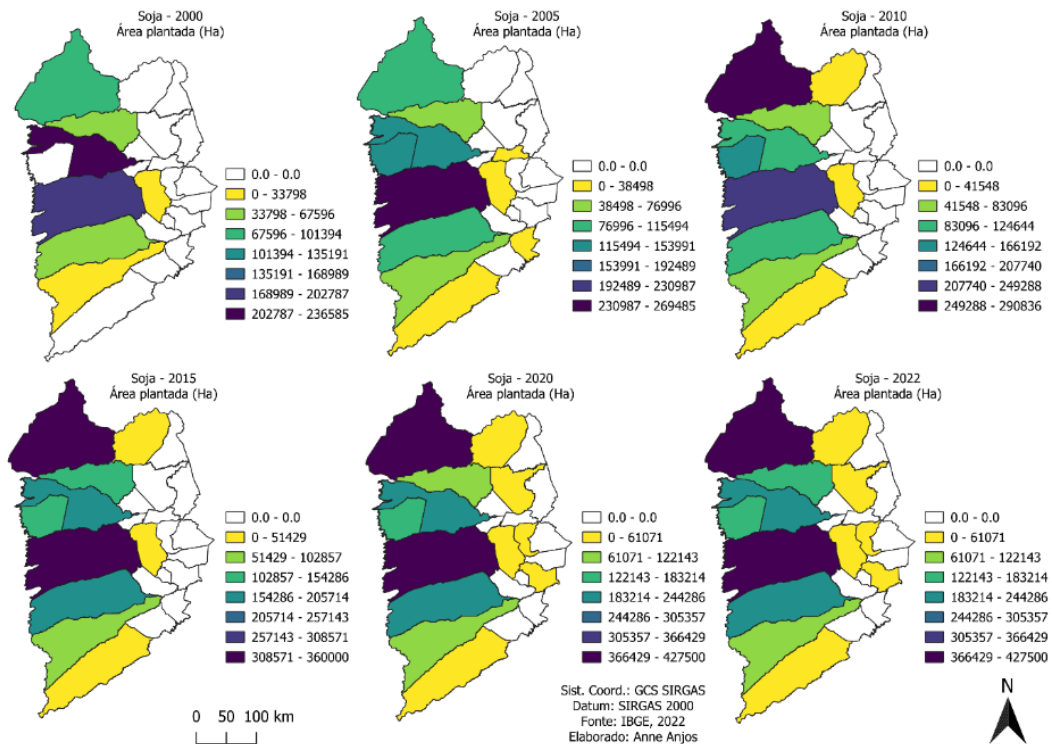 Soja - 2000
Área plantada (Ha)
0.0 - 0.0
0 - 33798
33798 - 67596
67596 - 101394
101394 - 135191
135191 - 168989
168989 - 202787
202787 - 236585
Soja - 2005
Área plantada (Ha)
0.0 - 0.0
0 - 38498
38498 - 76996
76996 - 115494
115494 - 153991
153991 - 192489
192489 - 230987
230987 - 269485
Soja - 2010
Área plantada (Ha)
0.0 - 0.0
0 - 41548
41548 - 83096
83096 - 124644
124644 - 166192
166192 - 207740
207740 - 249288
249288 - 290836
Soja - 2015
Área plantada (Ha)
0.0 - 0.0
0 - 51429
51429 - 102857
102857 - 154286
154286 - 205714
205714 - 257143
257143 - 308571
308571 - 360000
Soja - 2020
Área plantada (Ha)
0.0 - 0.0
0 - 61071
61071 - 122143
122143 - 183214
183214 - 244286
244286 - 305357
305357 - 366429
366429 - 427500
Soja - 2022
Área plantada (Ha)
0.0 - 0.0
0 - 61071
61071 - 122143
122143 - 183214
183214 - 244286
244286 - 305357
305357 - 366429
366429 - 427500
0 50 100 km
Sist. Coord.: GCS SIRGAS
Datum: SIRGAS 2000
Fonte: IBGE, 2022
Elaborado: Anne Anjos
N